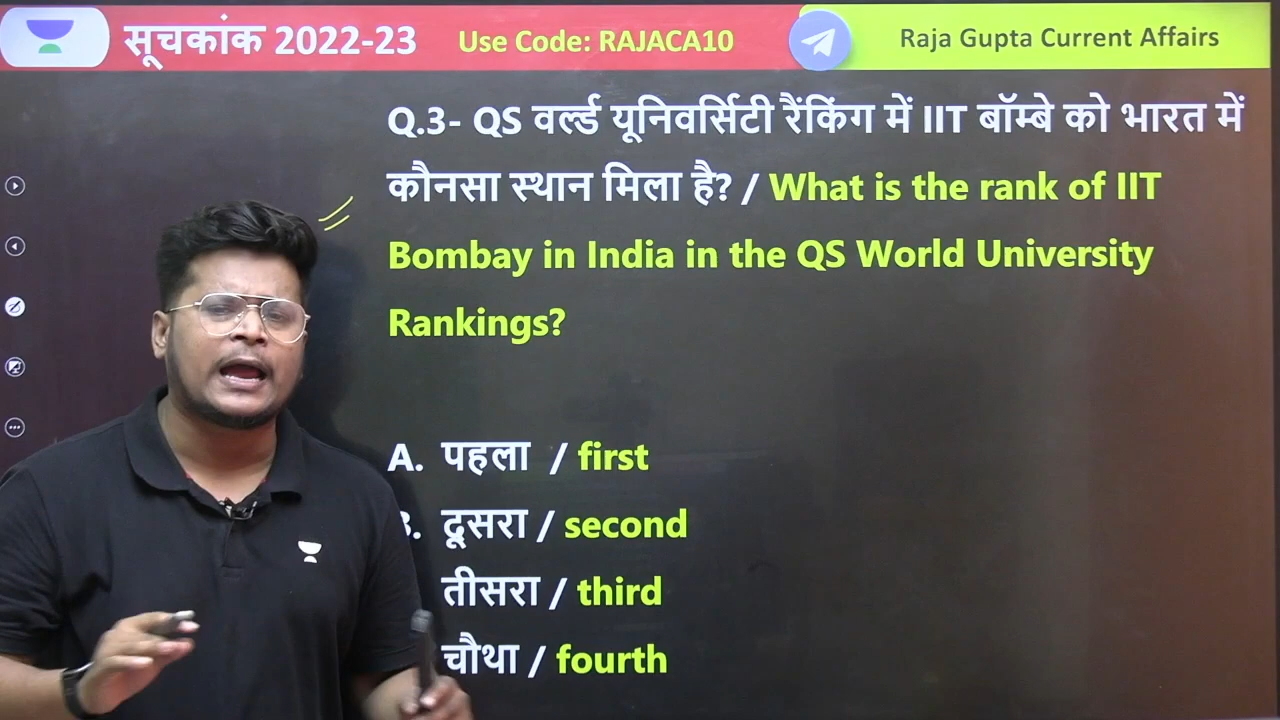 सूचकांक 2022-23
Use Code: RAJACA10
Raja Gupta Current Affairs
Q.3- QS वर्ल्ड यूनिवर्सिटी रैंकिंग में IIT बॉम्बे को भारत में
कौनसा स्थान मिला है? / What is the rank of IIT
Bombay in India in the QS World University
Rankings?
A. पहला / first
B. दूसरा / second
तीसरा / third
चौथा / fourth